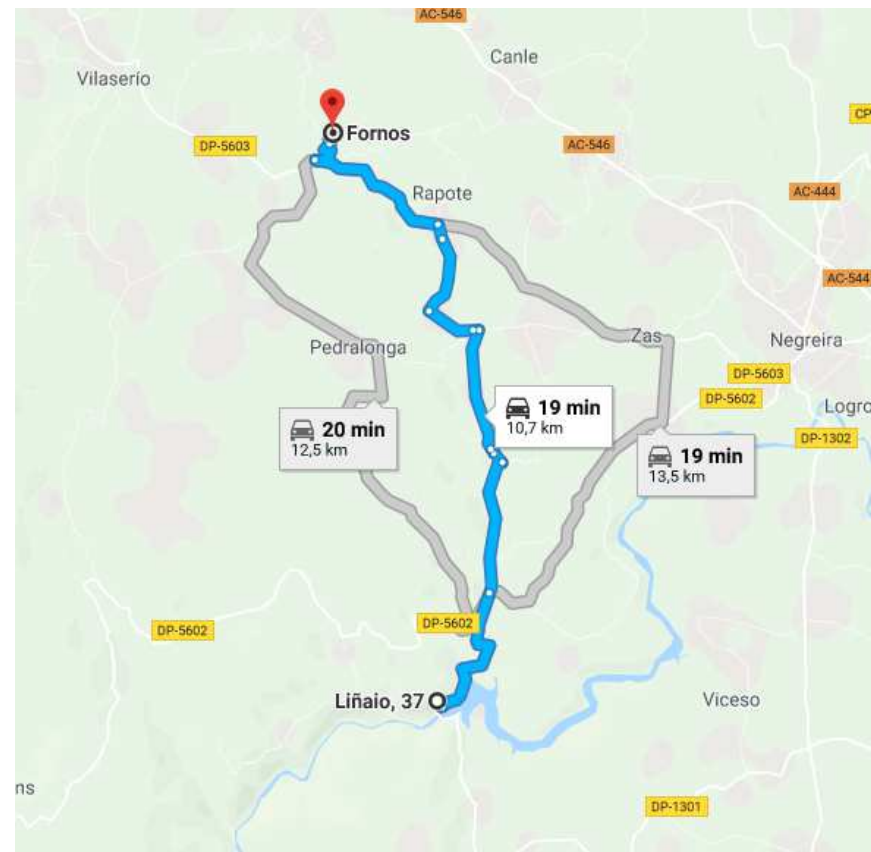 AC-546
Canle
Vilaserío
CP
Fornos
DP-5603
AC-546
Rapote
AC-444
AC-544
Zas
Negreira
Pedralonga
DP-5603
DP-5602
19 min
10,7 km
Logro
20 min
12,5 km
DP-1302
19 min
13,5 km
DP-5602
DP-5602
Liñaio, 37
Viceso
ns
DP-1301